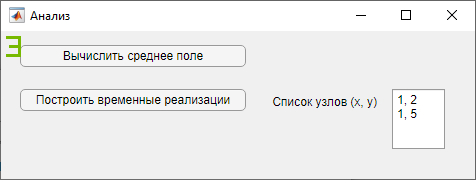 Анализ
Вычислить среднее поле
Построить временные реализации
Список узлов (x, y)
1, 2
1, 5